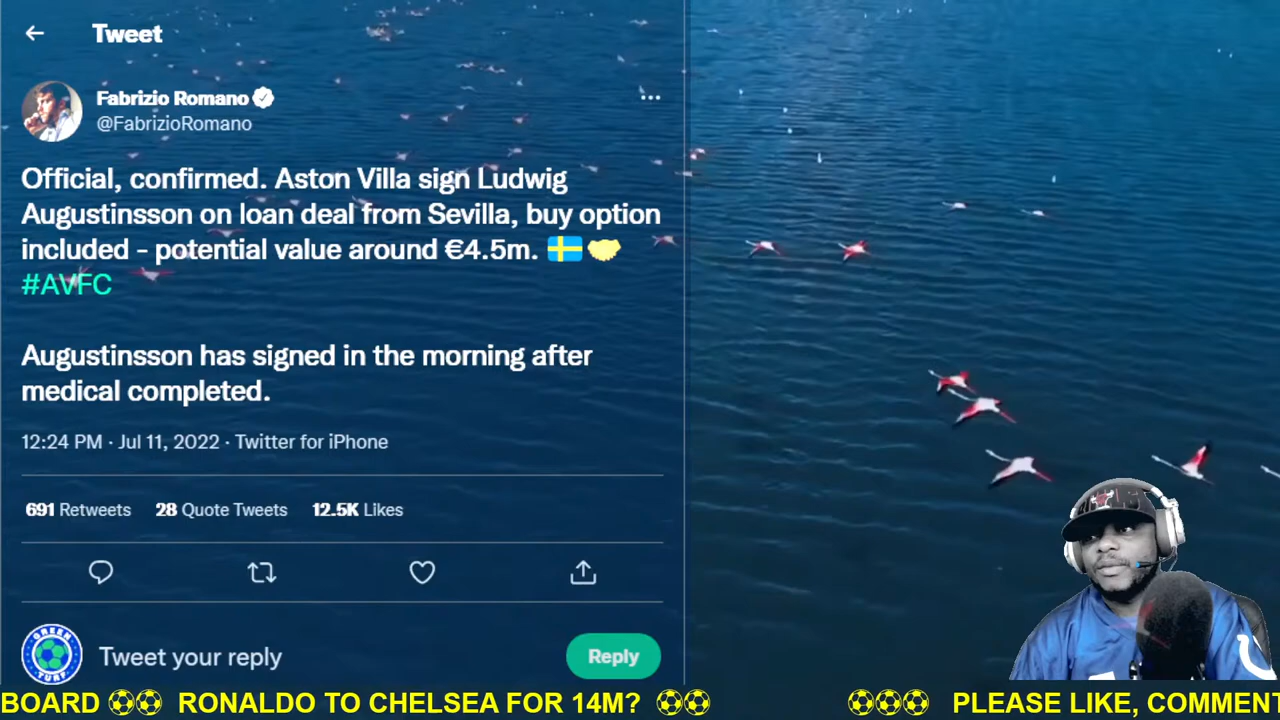 Tweet
Fabrizio Romano
@FabrizioRomano
Official, confirmed. Aston Villa sign Ludwig
Augustinsson on loan deal from Sevilla, buy option
included - potential value around €4.5m. 🇸🇪🤝
#AVFC
Augustinsson has signed in the morning after
medical completed.
12:24 PM · Jul 11, 2022 · Twitter for iPhone
691 Retweets 28 Quote Tweets 12.5K Likes
GREEN
TURF
Tweet your reply
Reply
BOARD ⚽⚽ RONALDO TO CHELSEA FOR 14M? ⚽⚽ ⚽⚽⚽ PLEASE LIKE, COMMENT